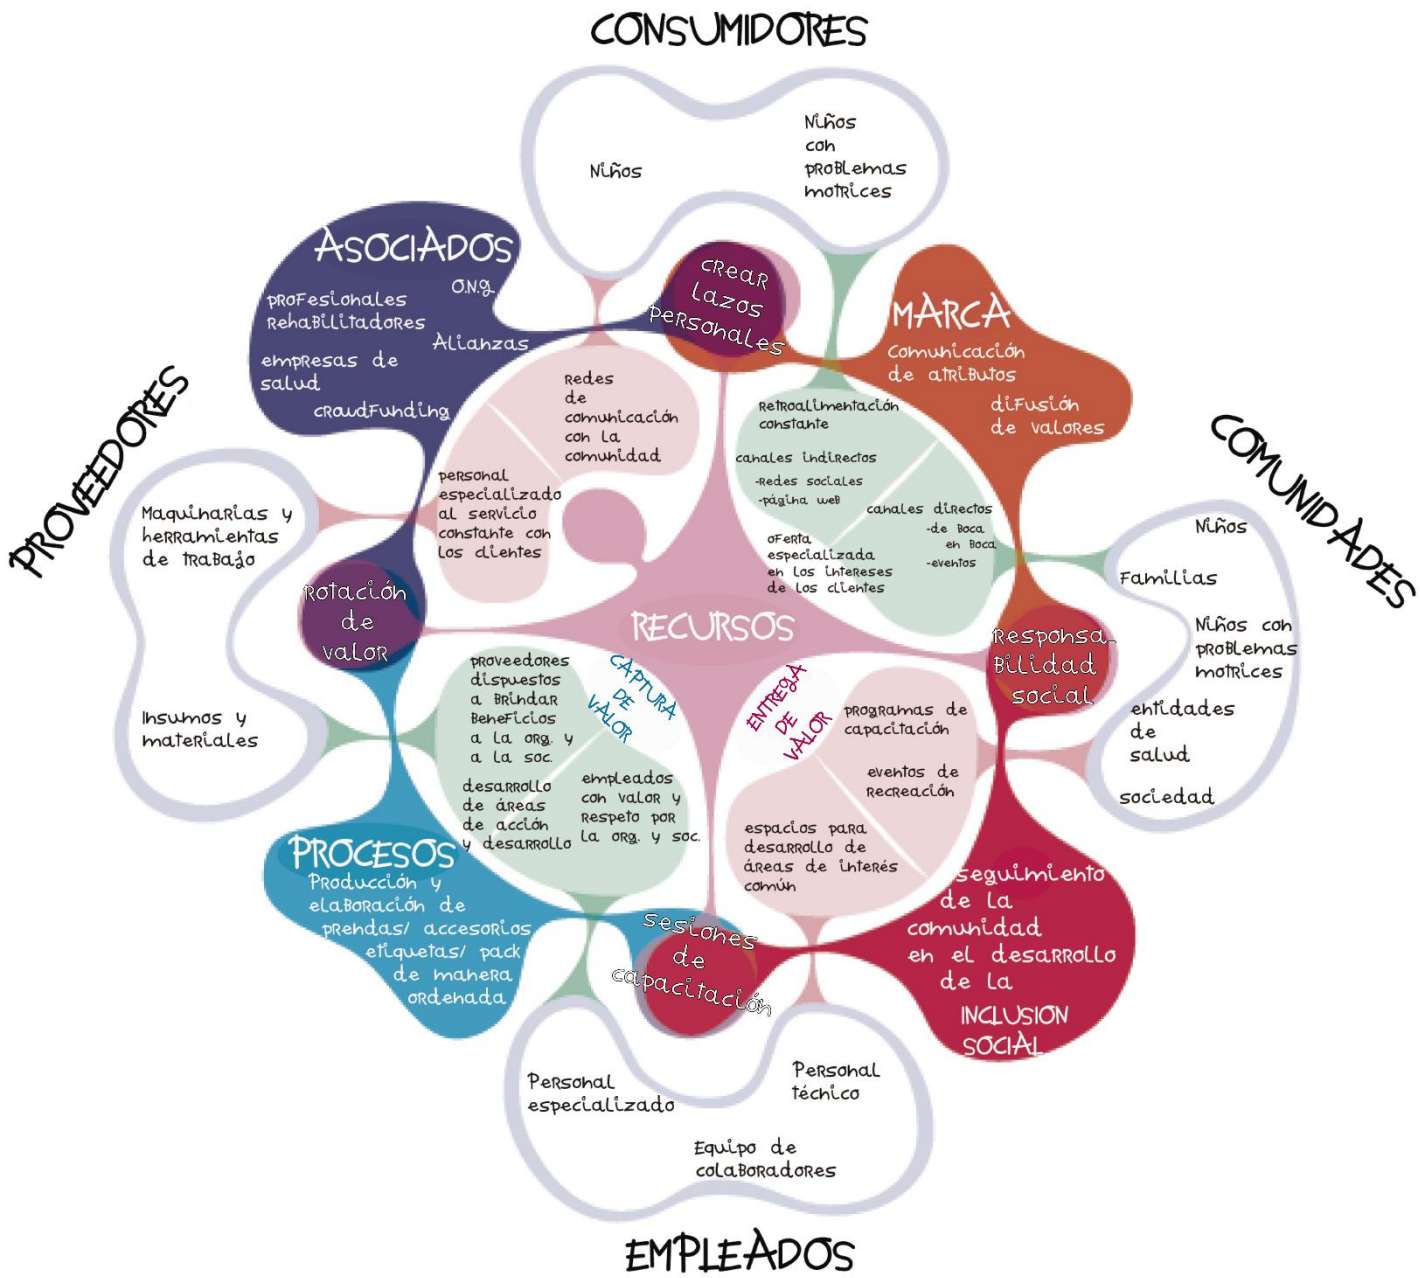 CONSUMIDORES
Niños
Niños
con
problemas
motrices
ASOCIADOS
O.N.G
profesionales
rehabilitadores
Alianzas
empresas de
salud
crowdfunding
crear
lazos
personales
MARCA
Comunicación
de atributos
difusión
de valores
PROVEEDORES
Maquinarias y
herramientas
de trabajo
Insumos y
materiales
Redes
de
comunicación
con la
comunidad
personal
especializado
al servicio
constante con
los clientes
Retroalimentación
constante
canales indirectos
-Redes sociales
-página web
canales directos
-de boca
en boca
-eventos
oferta
especializada
en los intereses
de los clientes
COMUNIDADES
Niños
Familias
Niños con
problemas
motrices
entidades
de
salud
sociedad
Rotación
de
valor
RECURSOS
Responsa-
bilidad
social
proveedores
dispuestos
a brindar
beneficios
a la org. y
a la soc.
CAPTURA
DE
VALOR
desarrollo
de áreas
de acción
y desarrollo
empleados
con valor y
respeto por
la org. y soc.
ENTREGA
DE
VALOR
programas de
capacitación
eventos de
recreación
espacios para
desarrollo de
áreas de interés
común
PROCESOS
Producción y
elaboración de
prendas/ accesorios
etiquetas/ pack
de manera
ordenada
sesiones
de
capacitación
seguimiento
de la
comunidad
en el desarrollo
de la
INCLUSION
SOCIAL
Personal
especializado
Personal
técnico
Equipo de
colaboradores
EMPLEADOS